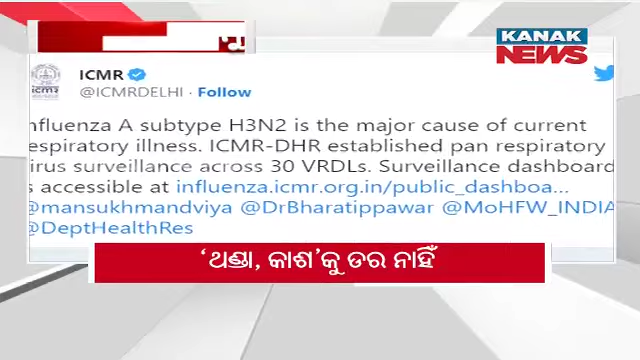 KANAK
NEWS
ICMR
icmr
@ICMRDELHI · Follow
nfluenza A subtype H3N2 is the major cause of current
espiratory illness. ICMR-DHR established pan respiratory
irus surveillance across 30 VRDLs. Surveillance dashboard
s accessible at influenza.icmr.org.in/public_dashboa...
@mansukhmandviya @DrBharatippawar @MoHFW_INDIA
@DeptHealthRes
‘ଥଣ୍ଡା, କାଶ’କୁ ଡର ନାହିଁ